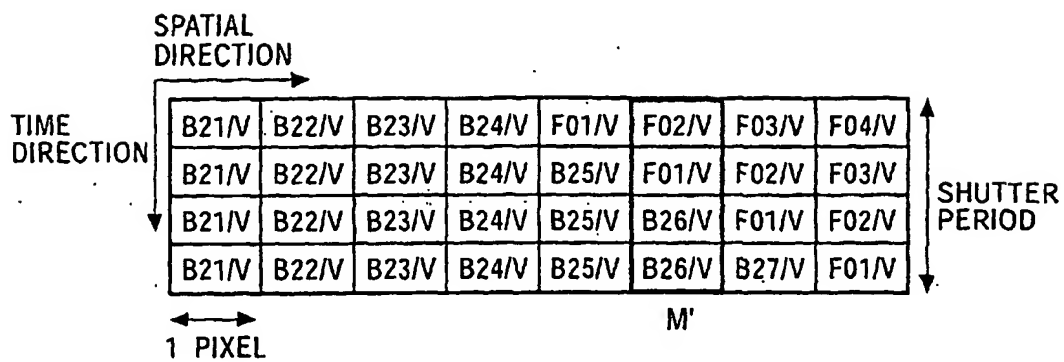 SPATIAL
DIRECTION
TIME
DIRECTION
B21/V B22/V B23/V B24/V F01/V F02/V F03/V F04/V
B21/V B22/V B23/V B24/V B25/V F01/V F02/V F03/V
B21/V B22/V B23/V B24/V B25/V B26/V F01/V F02/V
B21/V B22/V B23/V B24/V B25/V B26/V B27/V F01/V
SHUTTER
PERIOD
M'
1 PIXEL